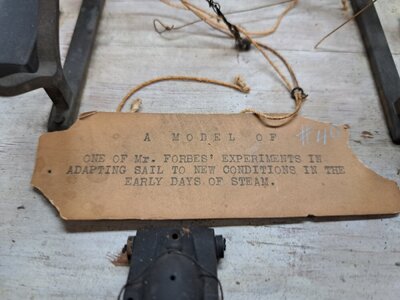 A MODEL OF
#4
ONE OF Mr. FORBES' EXPERIMENTS IN
ADAPTING SAIL TO NEW CONDITIONS IN THE
EARLY DAYS OF STEAM.